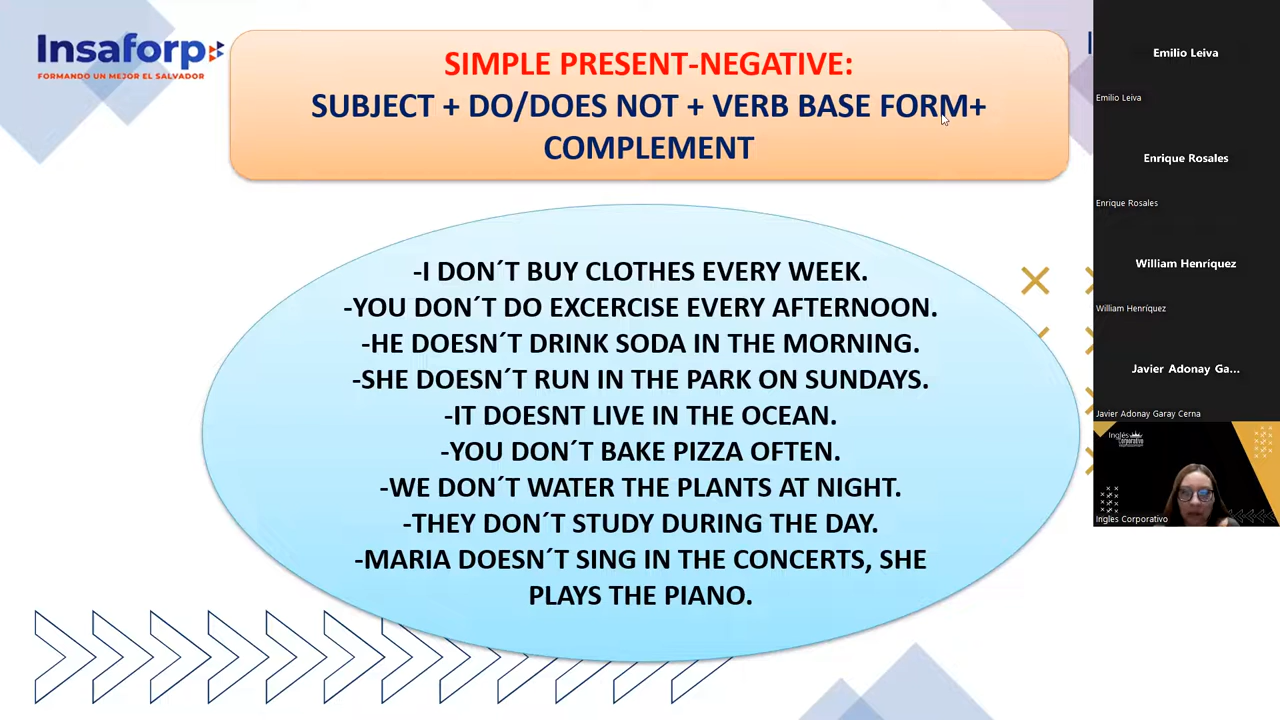 Insaforp
FORMANDO UN MEJOR EL SALVADOR
SIMPLE PRESENT-NEGATIVE:
SUBJECT + DO/DOES NOT + VERB BASE FORM+
COMPLEMENT
-I DON´T BUY CLOTHES EVERY WEEK.
-YOU DON´T DO EXCERCISE EVERY AFTERNOON.
-HE DOESN´T DRINK SODA IN THE MORNING.
-SHE DOESN´T RUN IN THE PARK ON SUNDAYS.
-IT DOESNT LIVE IN THE OCEAN.
-YOU DON´T BAKE PIZZA OFTEN.
-WE DON´T WATER THE PLANTS AT NIGHT.
-THEY DON´T STUDY DURING THE DAY.
-MARIA DOESN´T SING IN THE CONCERTS, SHE
PLAYS THE PIANO.
Emilio Leiva
Emilio Leiva
Enrique Rosales
Enrique Rosales
William Henríquez
William Henríquez
Javier Adonay Ga...
Javier Adonay Garay Cerna
Inglés
Corporativo
Ingles Corporativo